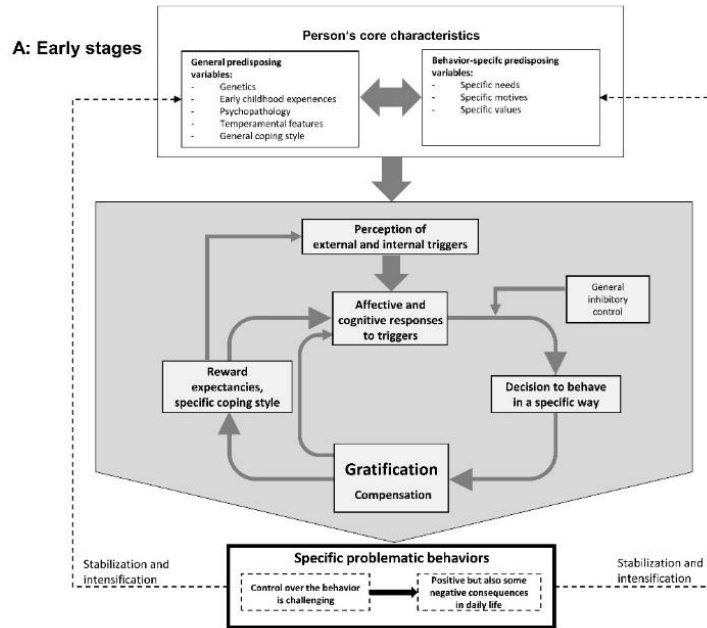 A: Early stages
Person's core characteristics
General predisposing
variables:
- Genetics
- Early childhood experiences
- Psychopathology
- Temperamental features
- General coping style
Behavior-specifc predisposing
variables:
- Specific needs
- Specific motives
- Specific values
Perception of
external and internal triggers
Affective and
cognitive responses
to triggers
General
inhibitory
control
Reward
expectancies,
specific coping style
Decision to behave
in a specific way
Gratification
Compensation
Stabilization and
intensification
Specific problematic behaviors
Control over the behavior
is challenging
Positive but also some
negative consequences
in daily life
Stabilization and
intensification